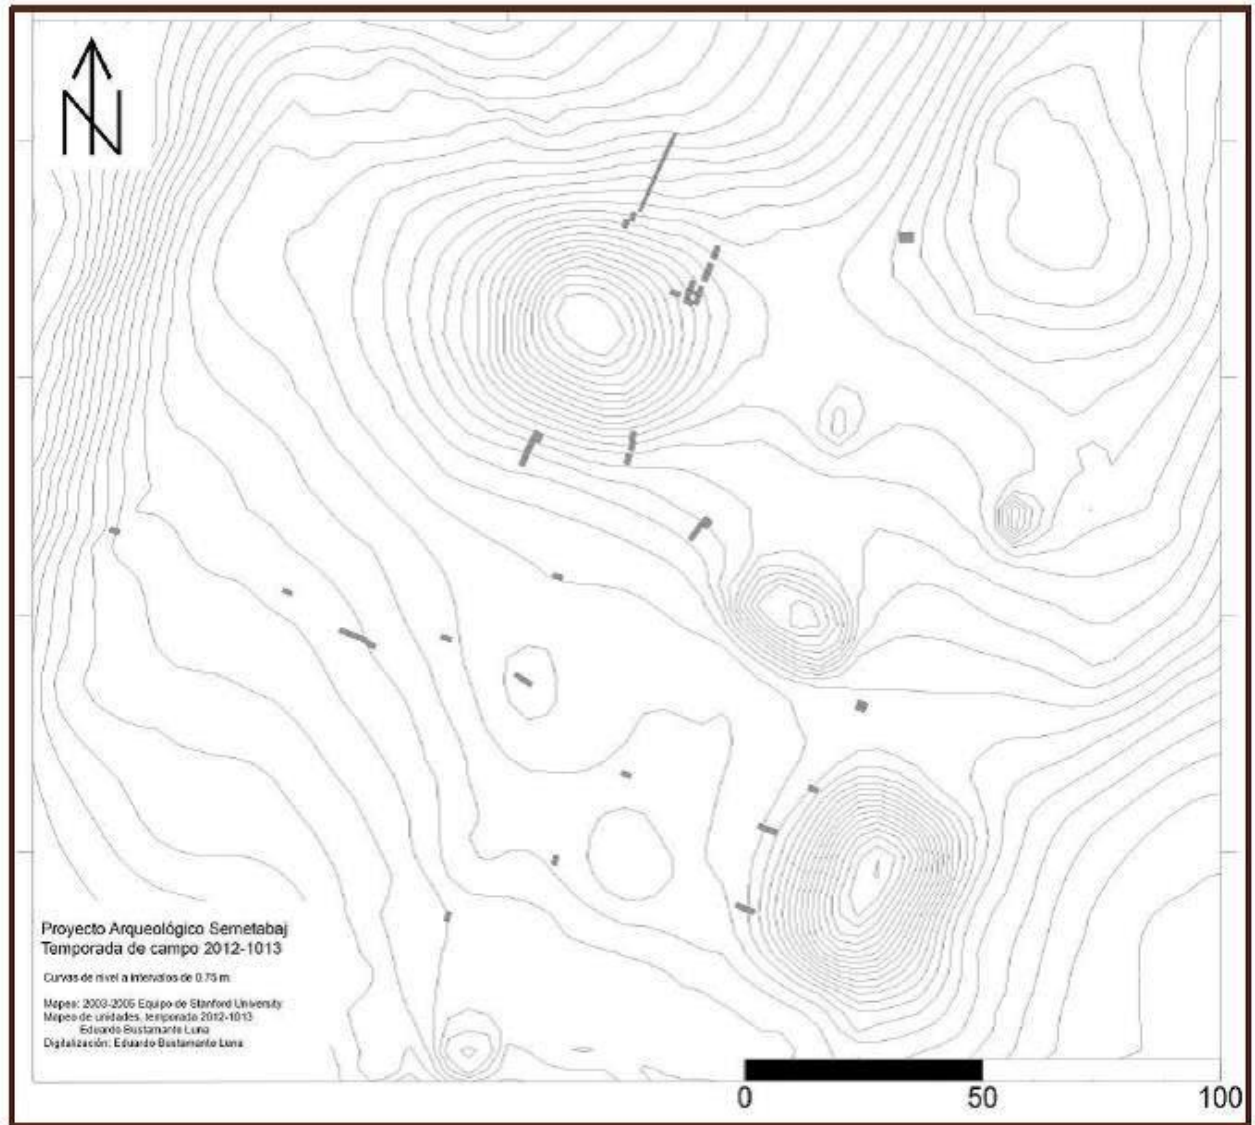 N
Proyecto Arqueológico Semetabaj
Temporada de campo 2012-1013
Curvas de nivel a intervalos de 0.75 m.
Mapeo: 2003-2005 Equipo de Stanford University
Mapeo de unidades, temporada 2012-1013
Eduardo Bustamante Luna
Digitalización: Eduardo Bustamante Luna
0 50 100